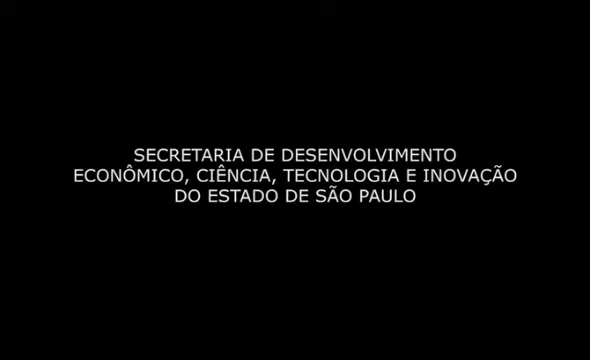 SECRETARIA DE DESENVOLVIMENTO
ECONÔMICO, CIÊNCIA, TECNOLOGIA E INOVAÇÃO
DO ESTADO DE SÃO PAULO